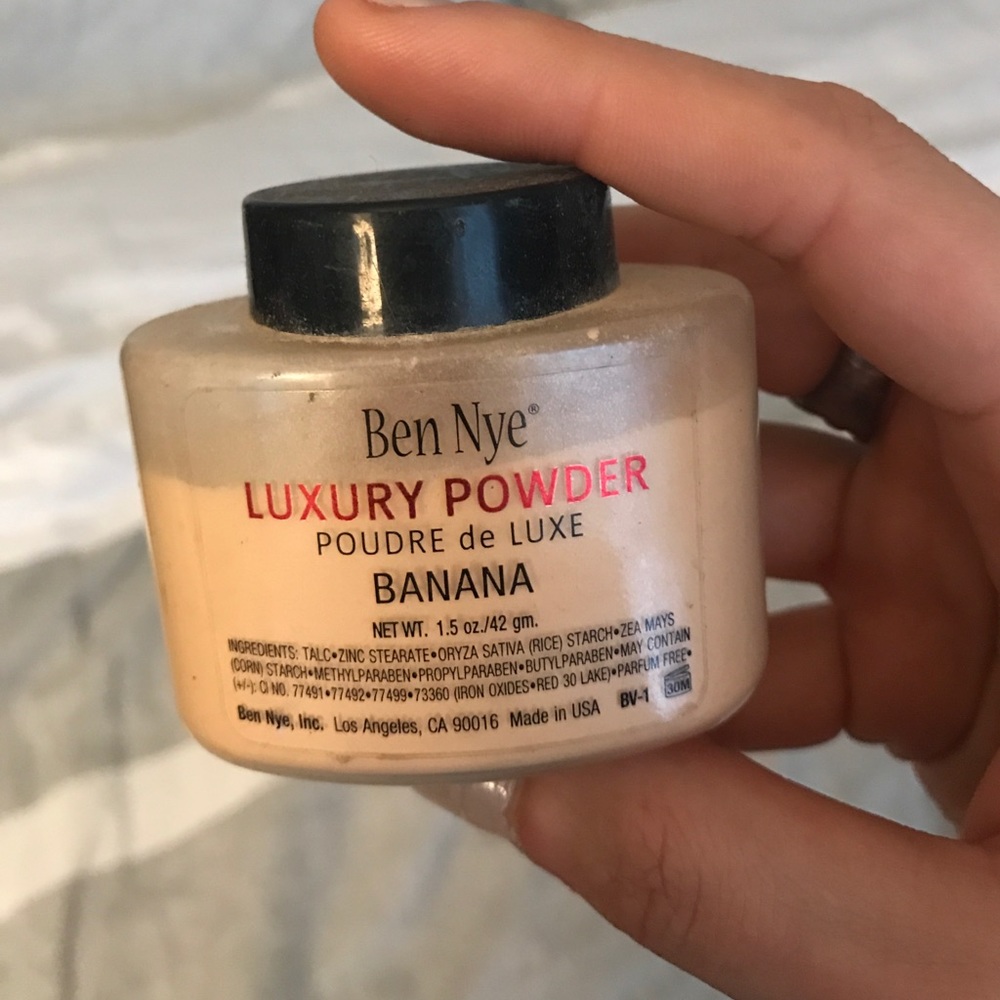 Ben Nye®
LUXURY POWDER
POUDRE de LUXE
BANANA
NET WT. 1.5 oz./42 gm.
INGREDIENTS: TALC•ZINC STEARATE•ORYZA SATIVA (RICE) STARCH•ZEA MAYS
(CORN) STARCH•METHYLPARABEN•PROPYLPARABEN•BUTYLPARABEN•MAY CONTAIN
(+/-): CI NO. 77491•77492•77499•73360 (IRON OXIDES•RED 30 LAKE)•PARFUM FREE•
Ben Nye, Inc. Los Angeles, CA 90016 Made in USA BV-1 30M